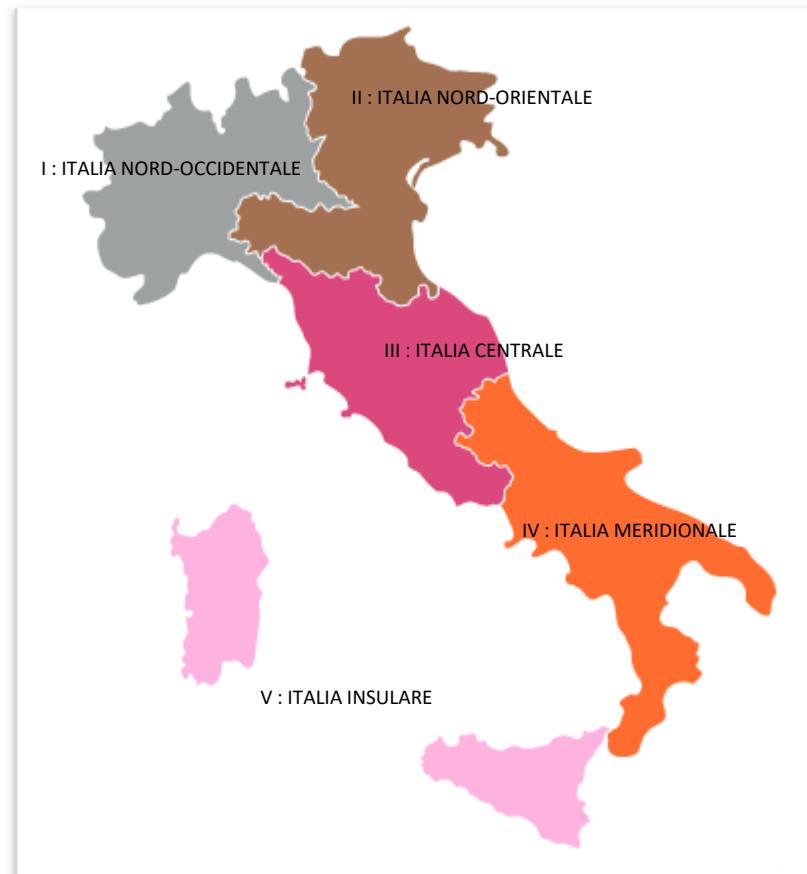 II : ITALIA NORD-ORIENTALE
I : ITALIA NORD-OCCIDENTALE
III : ITALIA CENTRALE
IV : ITALIA MERIDIONALE
V : ITALIA INSULARE